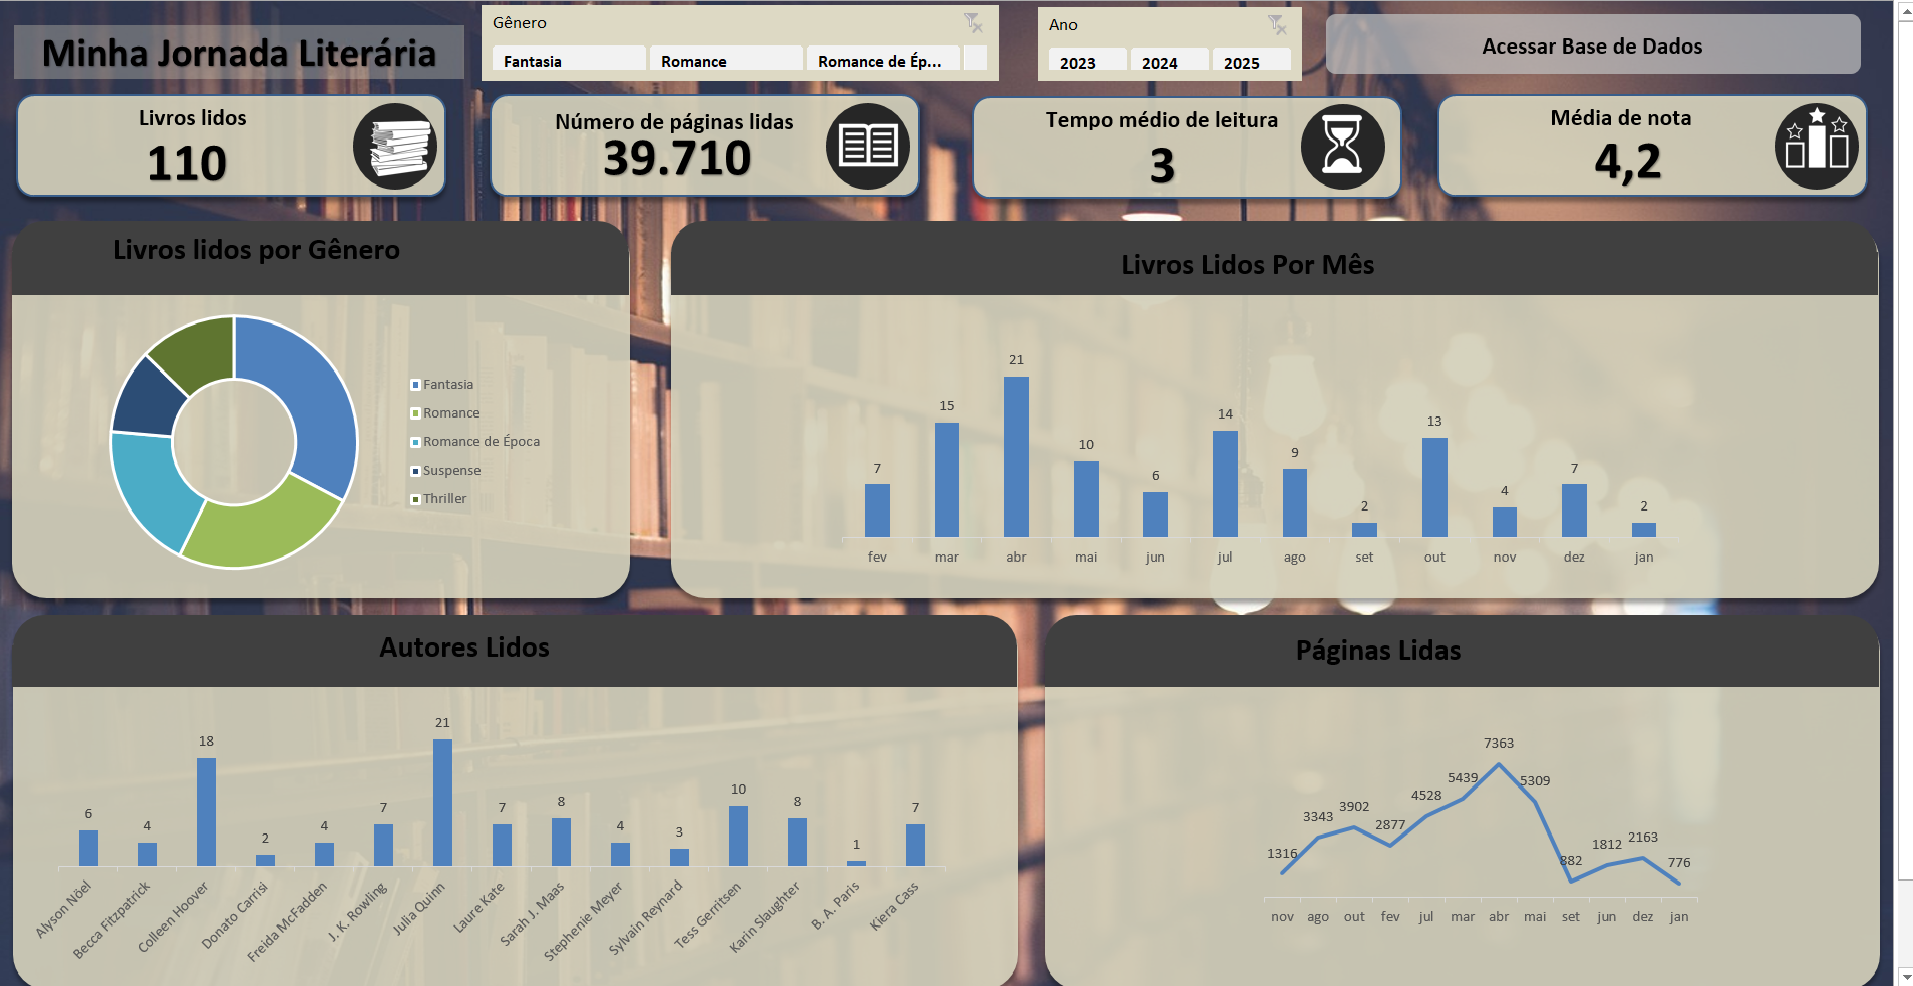 Minha Jornada Literária
Gênero
Fantasia
Romance
Romance de Ép...
Ano
2023
2024
2025
Acessar Base de Dados
Livros lidos
110
Número de páginas lidas
39.710
Tempo médio de leitura
3
Média de nota
4,2
Livros lidos por Gênero
Fantasia
Romance
Romance de Época
Suspense
Thriller
Livros Lidos Por Mês
7
15
21
10
6
14
9
2
13
4
7
2
fev
mar
abr
mai
jun
jul
ago
set
out
nov
dez
jan
Autores Lidos
6
4
18
2
4
7
21
7
8
4
3
10
8
1
7
Alyson Nöel
Becca Fitzpatrick
Colleen Hoover
Donato Carrisi
Freida McFadden
J. K. Rowling
Julia Quinn
Laure Kate
Sarah J. Maas
Stephenie Meyer
Sylvain Reynard
Tess Gerritsen
Karin Slaughter
B. A. Paris
Kiera Cass
Páginas Lidas
1316
3343
3902
2877
4528
5439
7363
5309
882
1812
2163
776
nov
ago
out
fev
jul
mar
abr
mai
set
jun
dez
jan